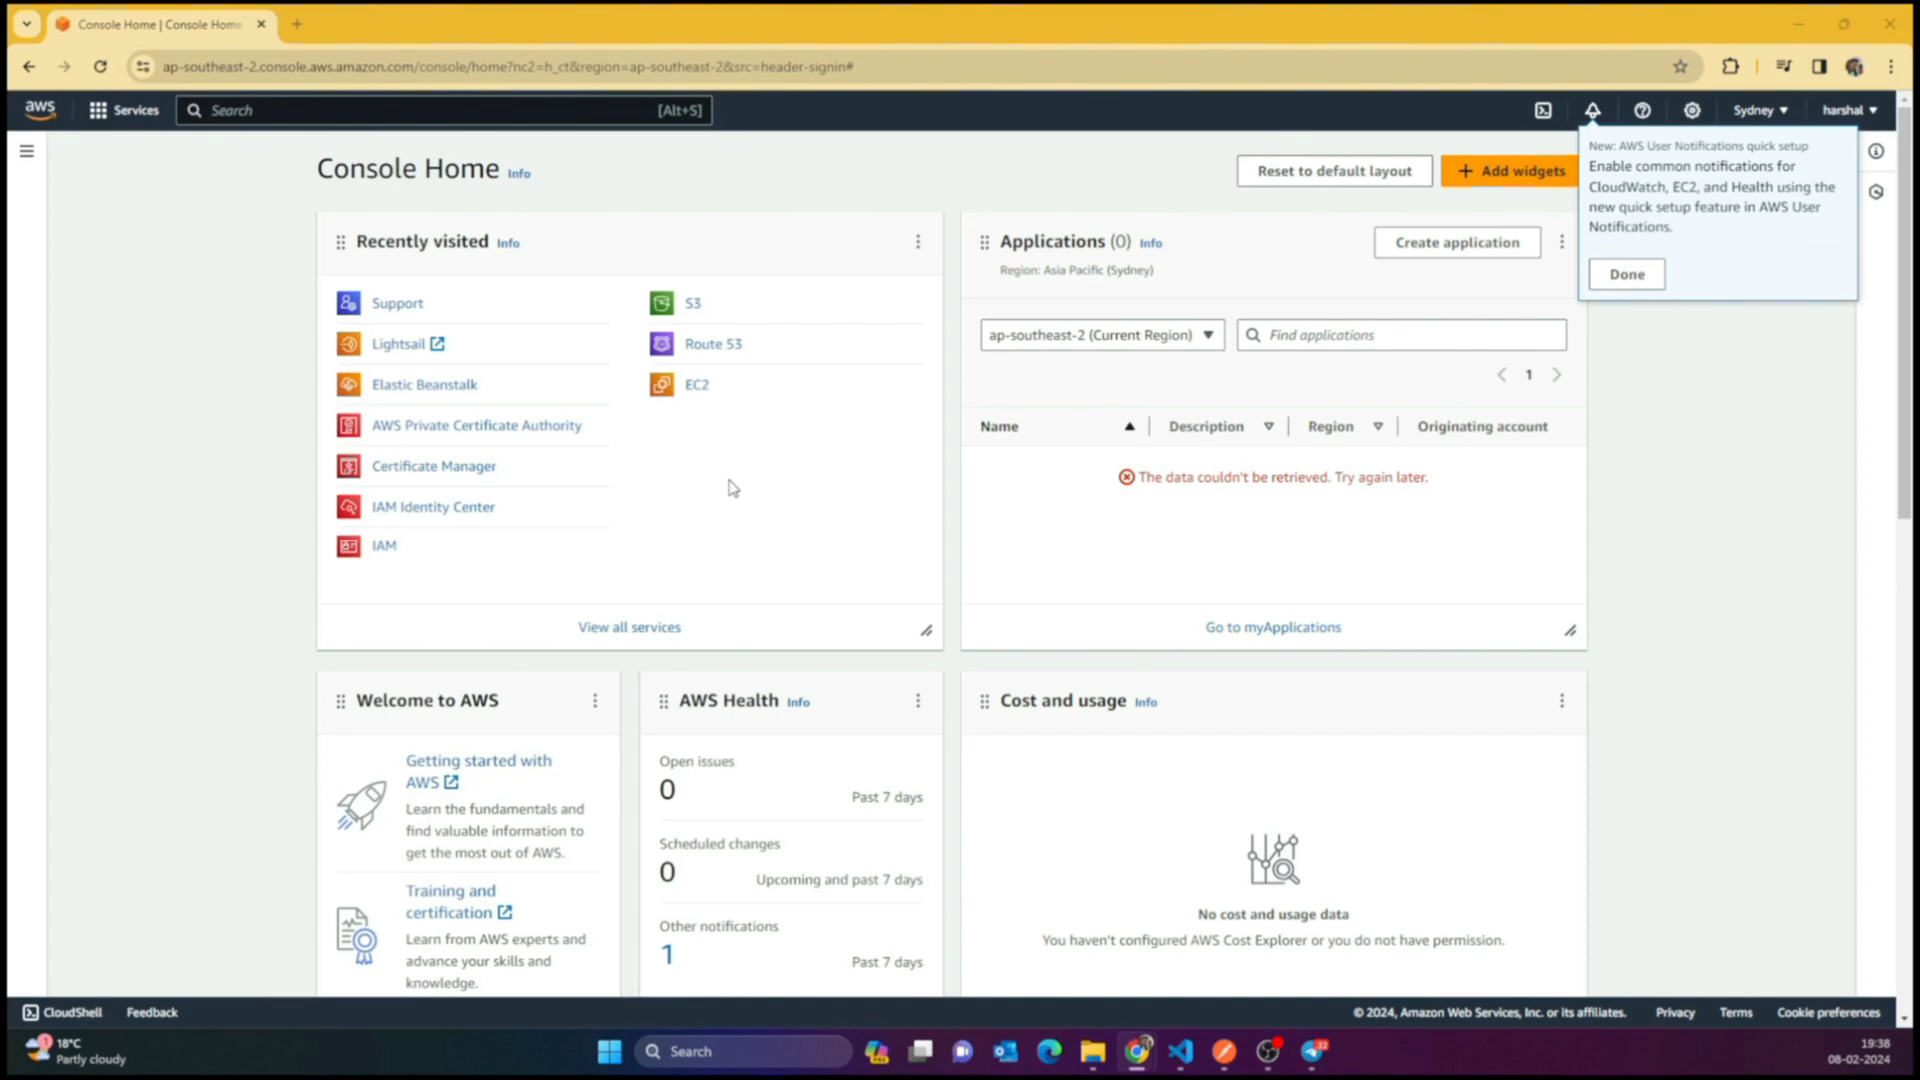 Console Home | Console Home
ap-southeast-2.console.aws.amazon.com/console/home?nc2=h_ct&region=ap-southeast-2&src=header-signin#
aws
Services
Search
[Alt+S]
Sydney
harshal
Console Home Info
Reset to default layout
Add widgets
New: AWS User Notifications quick setup
Enable common notifications for
CloudWatch, EC2, and Health using the
new quick setup feature in AWS User
Notifications.
Done
Recently visited Info
Support
Lightsail
Elastic Beanstalk
AWS Private Certificate Authority
Certificate Manager
IAM Identity Center
IAM
S3
Route 53
EC2
View all services
Applications (0) Info
Region: Asia Pacific (Sydney)
Create application
ap-southeast-2 (Current Region)
Find applications
1
Name
Description
Region
Originating account
The data couldn't be retrieved. Try again later.
Go to myApplications
Welcome to AWS
Getting started with
AWS
Learn the fundamentals and
find valuable information to
get the most out of AWS.
Training and
certification
Learn from AWS experts and
advance your skills and
knowledge.
AWS Health Info
Open issues
0
Past 7 days
Scheduled changes
0
Upcoming and past 7 days
Other notifications
1
Past 7 days
Cost and usage Info
No cost and usage data
You haven't configured AWS Cost Explorer or you do not have permission.
CloudShell
Feedback
© 2024, Amazon Web Services, Inc. or its affiliates.
Privacy
Terms
Cookie preferences
1
18°C
Partly cloudy
Search
19:38
08-02-2024